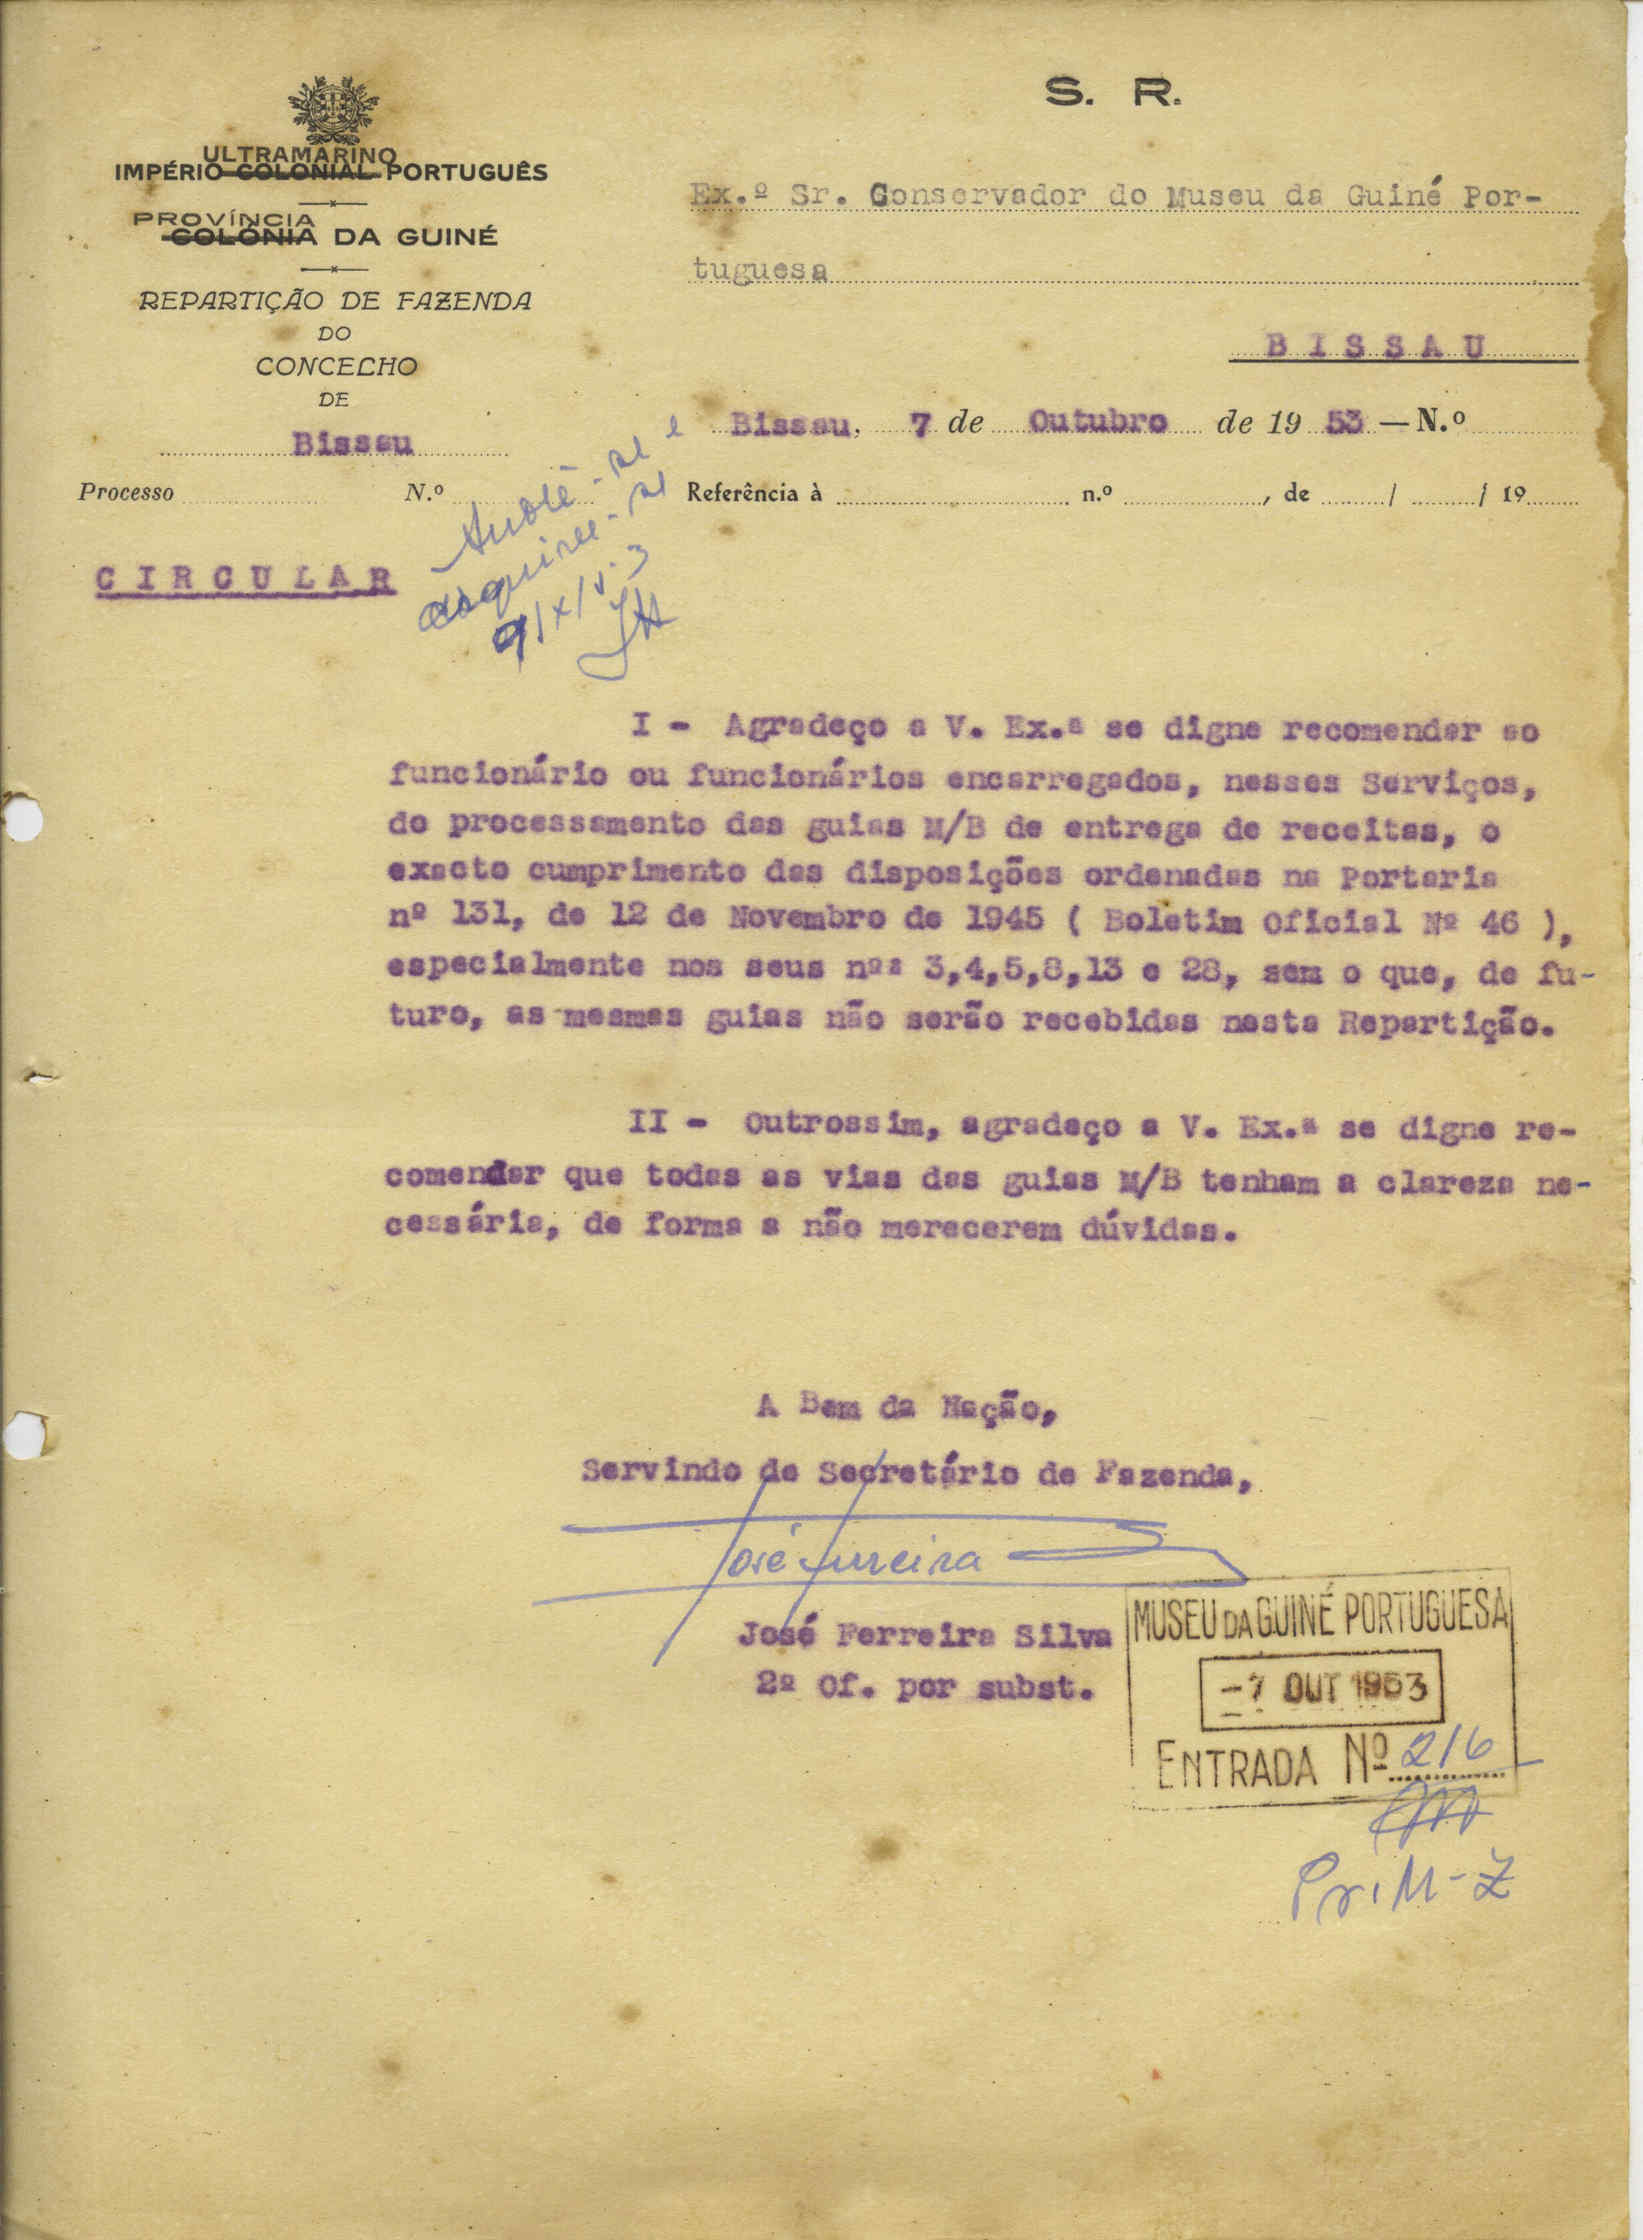 S. R.
ULTRAMARINO
IMPÉRIO COLONIAL PORTUGUÊS
PROVÍNCIA
COLÓNIA DA GUINÉ
REPARTIÇÃO DE FAZENDA
DO
CONCELHO
DE
Bissau
Processo N.º
Ex.º Sr. Conservador do Museu da Guiné Por-
tuguesa
B I S S A U
Bissau, 7 de Outubro de 19 53 — N.º
Referência à n.º , de / / 19
Anote-se e
arquive-se
9/X/53
C I R C U L A R
I - Agradeço a V. Ex.ª se digne recomendar ao
funcionário ou funcionários encarregados, nesses Serviços,
do processamento das guias M/B de entrega de receitas, o
exacto cumprimento das disposições ordenadas na Portaria
nº 131, de 12 de Novembro de 1945 ( Boletim Oficial Nº 46 ),
especialmente nos seus nºs 3,4,5,8,13 e 28, sem o que, de fu-
turo, as mesmas guias não serão recebidas nesta Repartição.
II - Outrossim, agradeço a V. Ex.ª se digne re-
comendar que todas as vias das guias M/B tenham a clareza ne-
cessária, de forma a não merecerem dúvidas.
A Bem da Nação,
Servindo de Secretário de Fazenda,
José Ferreira
José Ferreira Silva
2º Of. por subst.
MUSEU DA GUINÉ PORTUGUESA
-7 OUT 1953
ENTRADA Nº 216
Pr. M-Z